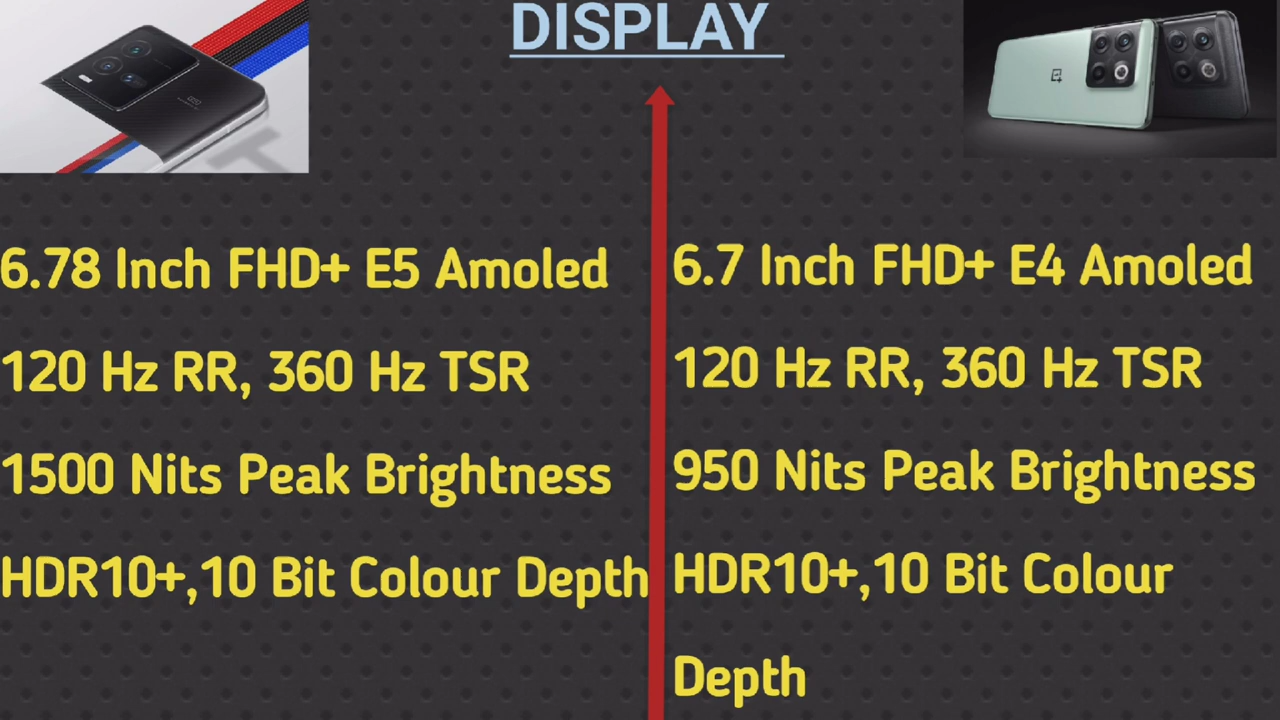 DISPLAY
6.78 Inch FHD+ E5 Amoled
120 Hz RR, 360 Hz TSR
1500 Nits Peak Brightness
HDR10+,10 Bit Colour Depth
6.7 Inch FHD+ E4 Amoled
120 Hz RR, 360 Hz TSR
950 Nits Peak Brightness
HDR10+,10 Bit Colour
Depth